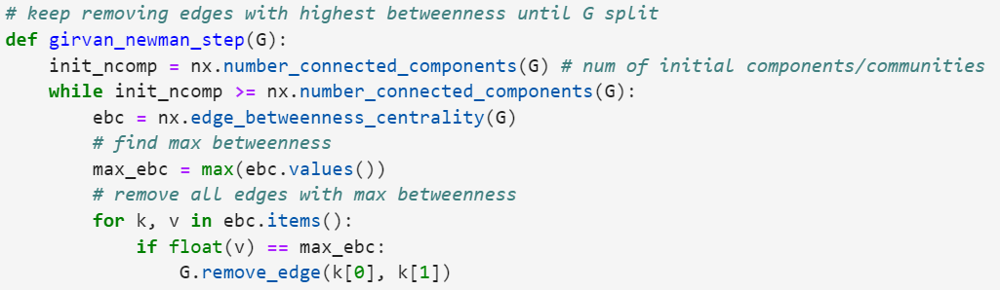 # keep removing edges with highest betweenness until G split
def girvan_newman_step(G):
    init_ncomp = nx.number_connected_components(G) # num of initial components/communities
    while init_ncomp >= nx.number_connected_components(G):
        ebc = nx.edge_betweenness_centrality(G)
        # find max betweenness
        max_ebc = max(ebc.values())
        # remove all edges with max betweenness
        for k, v in ebc.items():
            if float(v) == max_ebc:
                G.remove_edge(k[0], k[1])